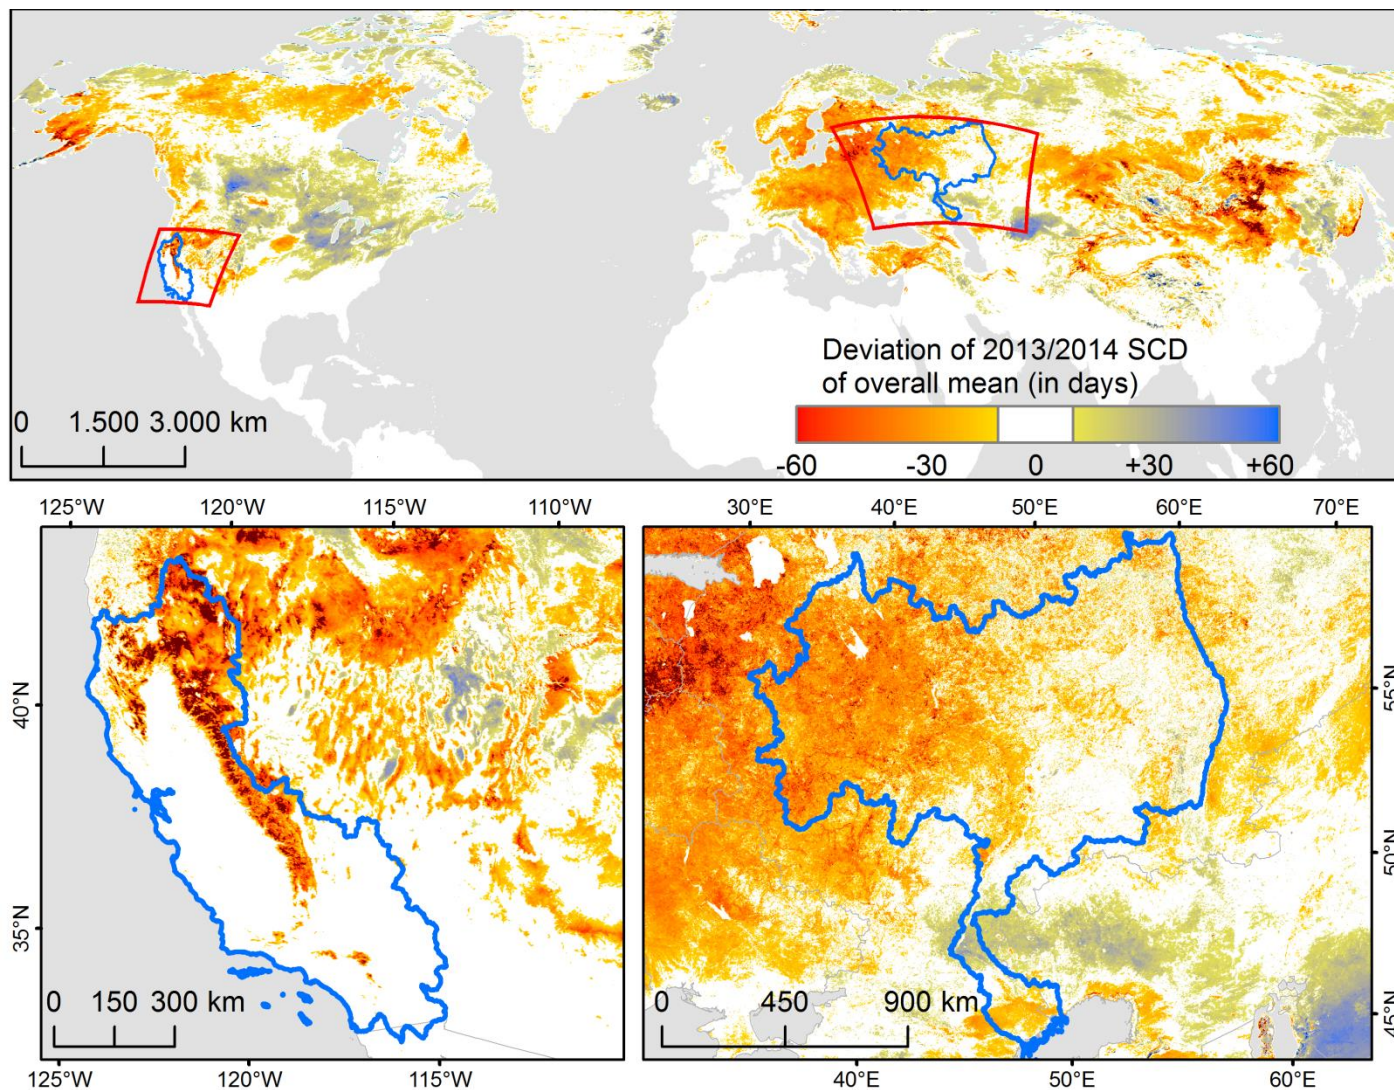 Deviation of 2013/2014 SCD
of overall mean (in days)
-60 -30 0 +30 +60
0 1.500 3.000 km
125°W 120°W 115°W 110°W
30°E 40°E 50°E 60°E 70°E
40°N
35°N
55°N
50°N
45°N
0 150 300 km
0 450 900 km
125°W 120°W 115°W
40°E 50°E 60°E